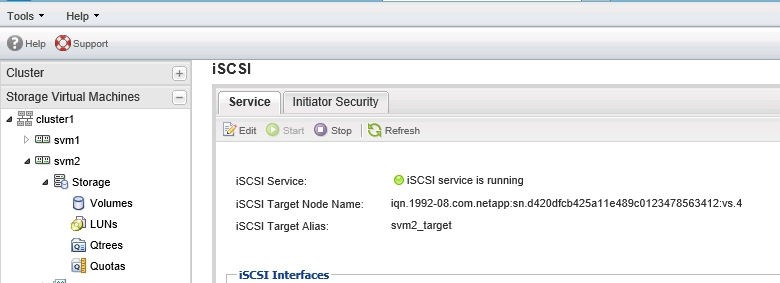 Tools Help
Help Support
Cluster
Storage Virtual Machines
cluster1
svm1
svm2
Storage
Volumes
LUNs
Qtrees
Quotas
iSCSI
Service Initiator Security
Edit Start Stop Refresh
iSCSI Service: iSCSI service is running
iSCSI Target Node Name: iqn.1992-08.com.netapp:sn.d420dfcb425a11e489c0123478563412:vs.4
iSCSI Target Alias: svm2_target
iSCSI Interfaces